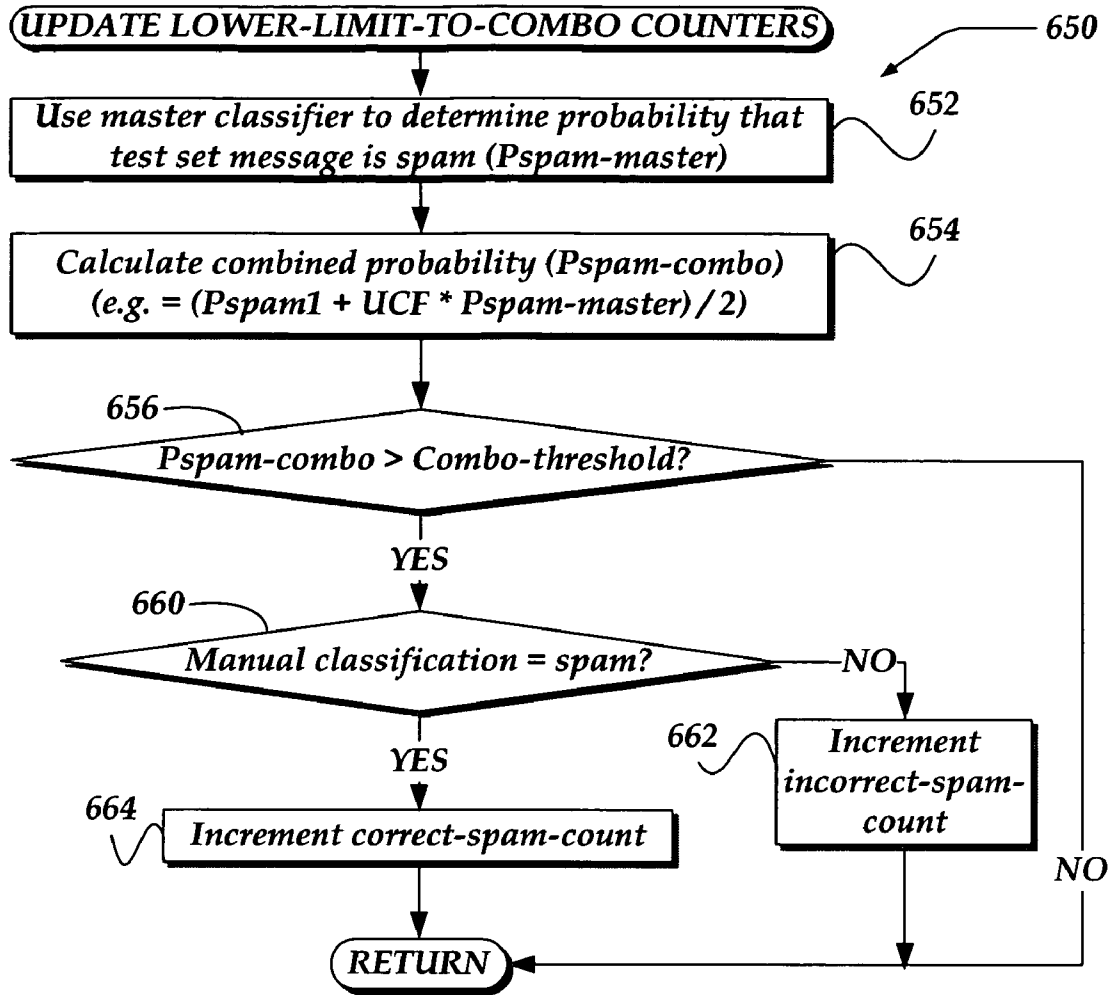 UPDATE LOWER-LIMIT-TO-COMBO COUNTERS
650
652
Use master classifier to determine probability that
test set message is spam (Pspam-master)
654
Calculate combined probability (Pspam-combo)
(e.g. = (Pspam1 + UCF * Pspam-master) / 2)
656
Pspam-combo > Combo-threshold?
YES
660
Manual classification = spam?
NO
662
Increment
incorrect-spam-
count
YES
664
Increment correct-spam-count
NO
RETURN